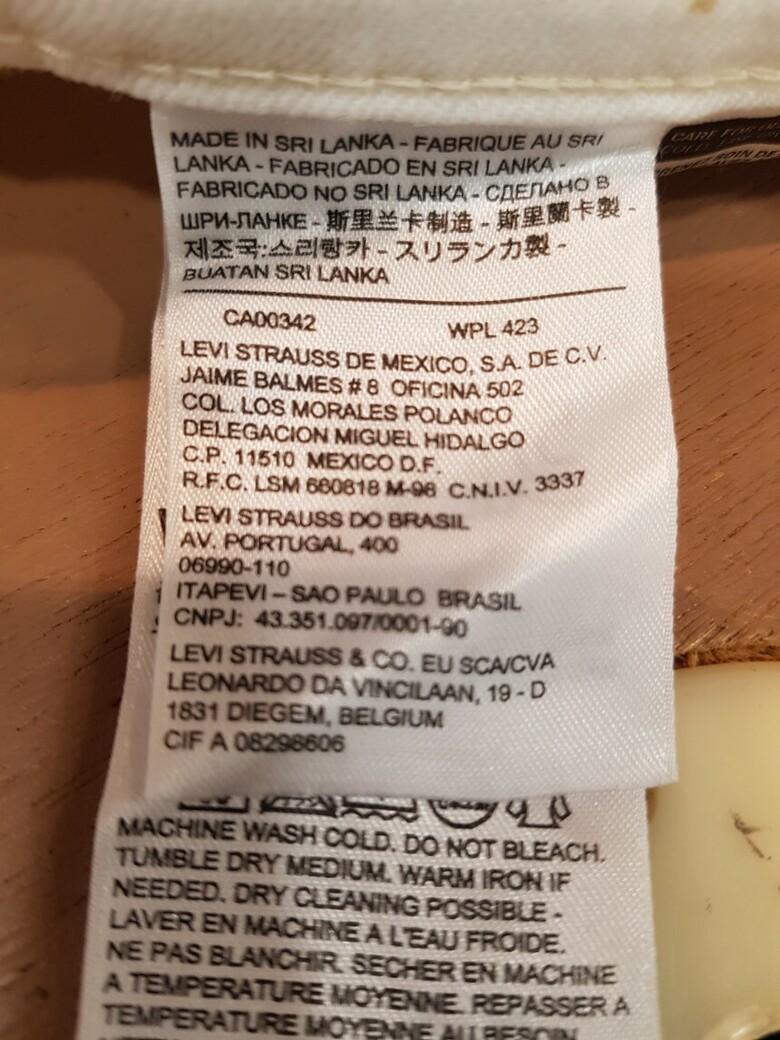 MADE IN SRI LANKA - FABRIQUE AU SRI
LANKA - FABRICADO EN SRI LANKA -
FABRICADO NO SRI LANKA - СДЕЛАНО В
ШРИ-ЛАНКЕ - 斯里兰卡制造 - 斯里蘭卡製 -
제조국:스리랑카 - スリランカ製 -
BUATAN SRI LANKA
CA00342 WPL 423
LEVI STRAUSS DE MEXICO, S.A. DE C.V.
JAIME BALMES # 8 OFICINA 502
COL. LOS MORALES POLANCO
DELEGACION MIGUEL HIDALGO
C.P. 11510 MEXICO D.F.
R.F.C. LSM 680818 M-98 C.N.I.V. 3337
LEVI STRAUSS DO BRASIL
AV. PORTUGAL, 400
06990-110
ITAPEVI – SAO PAULO BRASIL
CNPJ: 43.351.097/0001-90
LEVI STRAUSS & CO. EU SCA/CVA
LEONARDO DA VINCILAAN, 19 - D
1831 DIEGEM, BELGIUM
CIF A 08298606
MACHINE WASH COLD. DO NOT BLEACH.
TUMBLE DRY MEDIUM. WARM IRON IF
NEEDED. DRY CLEANING POSSIBLE -
LAVER EN MACHINE A L'EAU FROIDE.
NE PAS BLANCHIR. SECHER EN MACHINE
A TEMPERATURE MOYENNE. REPASSER A
TEMPERATURE MOYENNE AU BESOIN.
CARE FOR